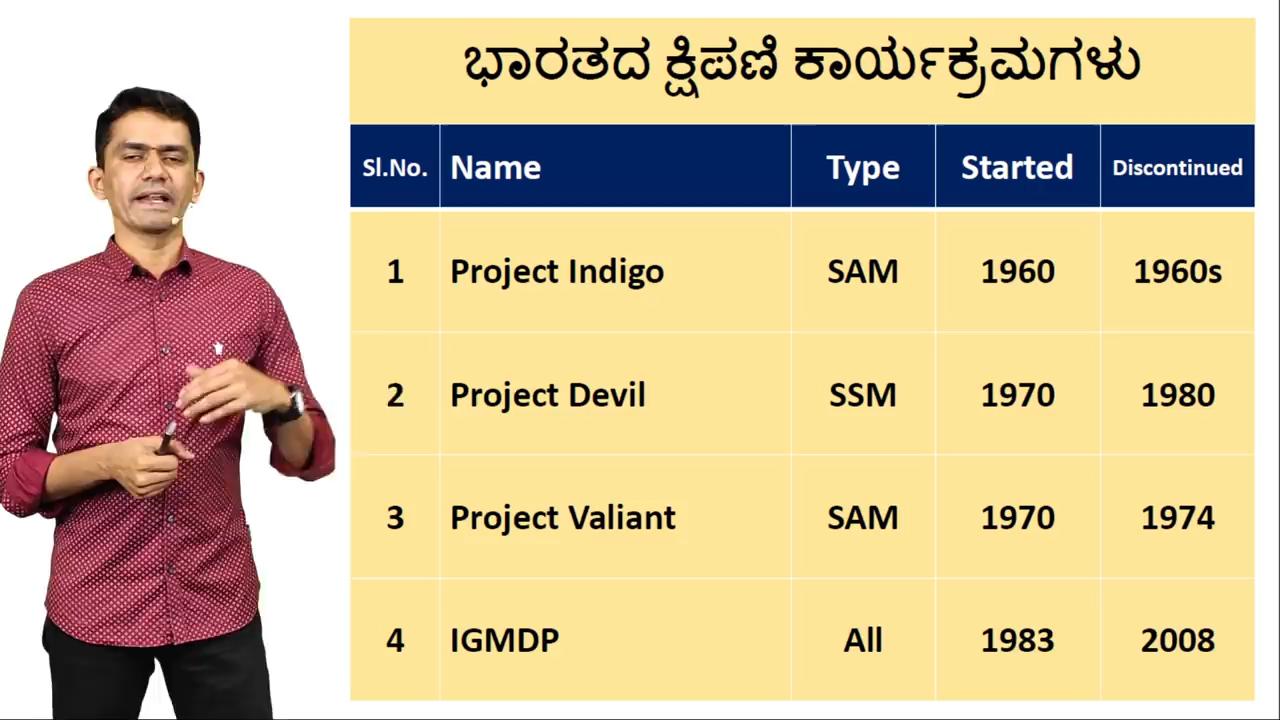 ಭಾರತದ ಕ್ಷಿಪಣಿ ಕಾರ್ಯಕ್ರಮಗಳು
Sl.No. Name Type Started Discontinued
1 Project Indigo SAM 1960 1960s
2 Project Devil SSM 1970 1980
3 Project Valiant SAM 1970 1974
4 IGMDP All 1983 2008